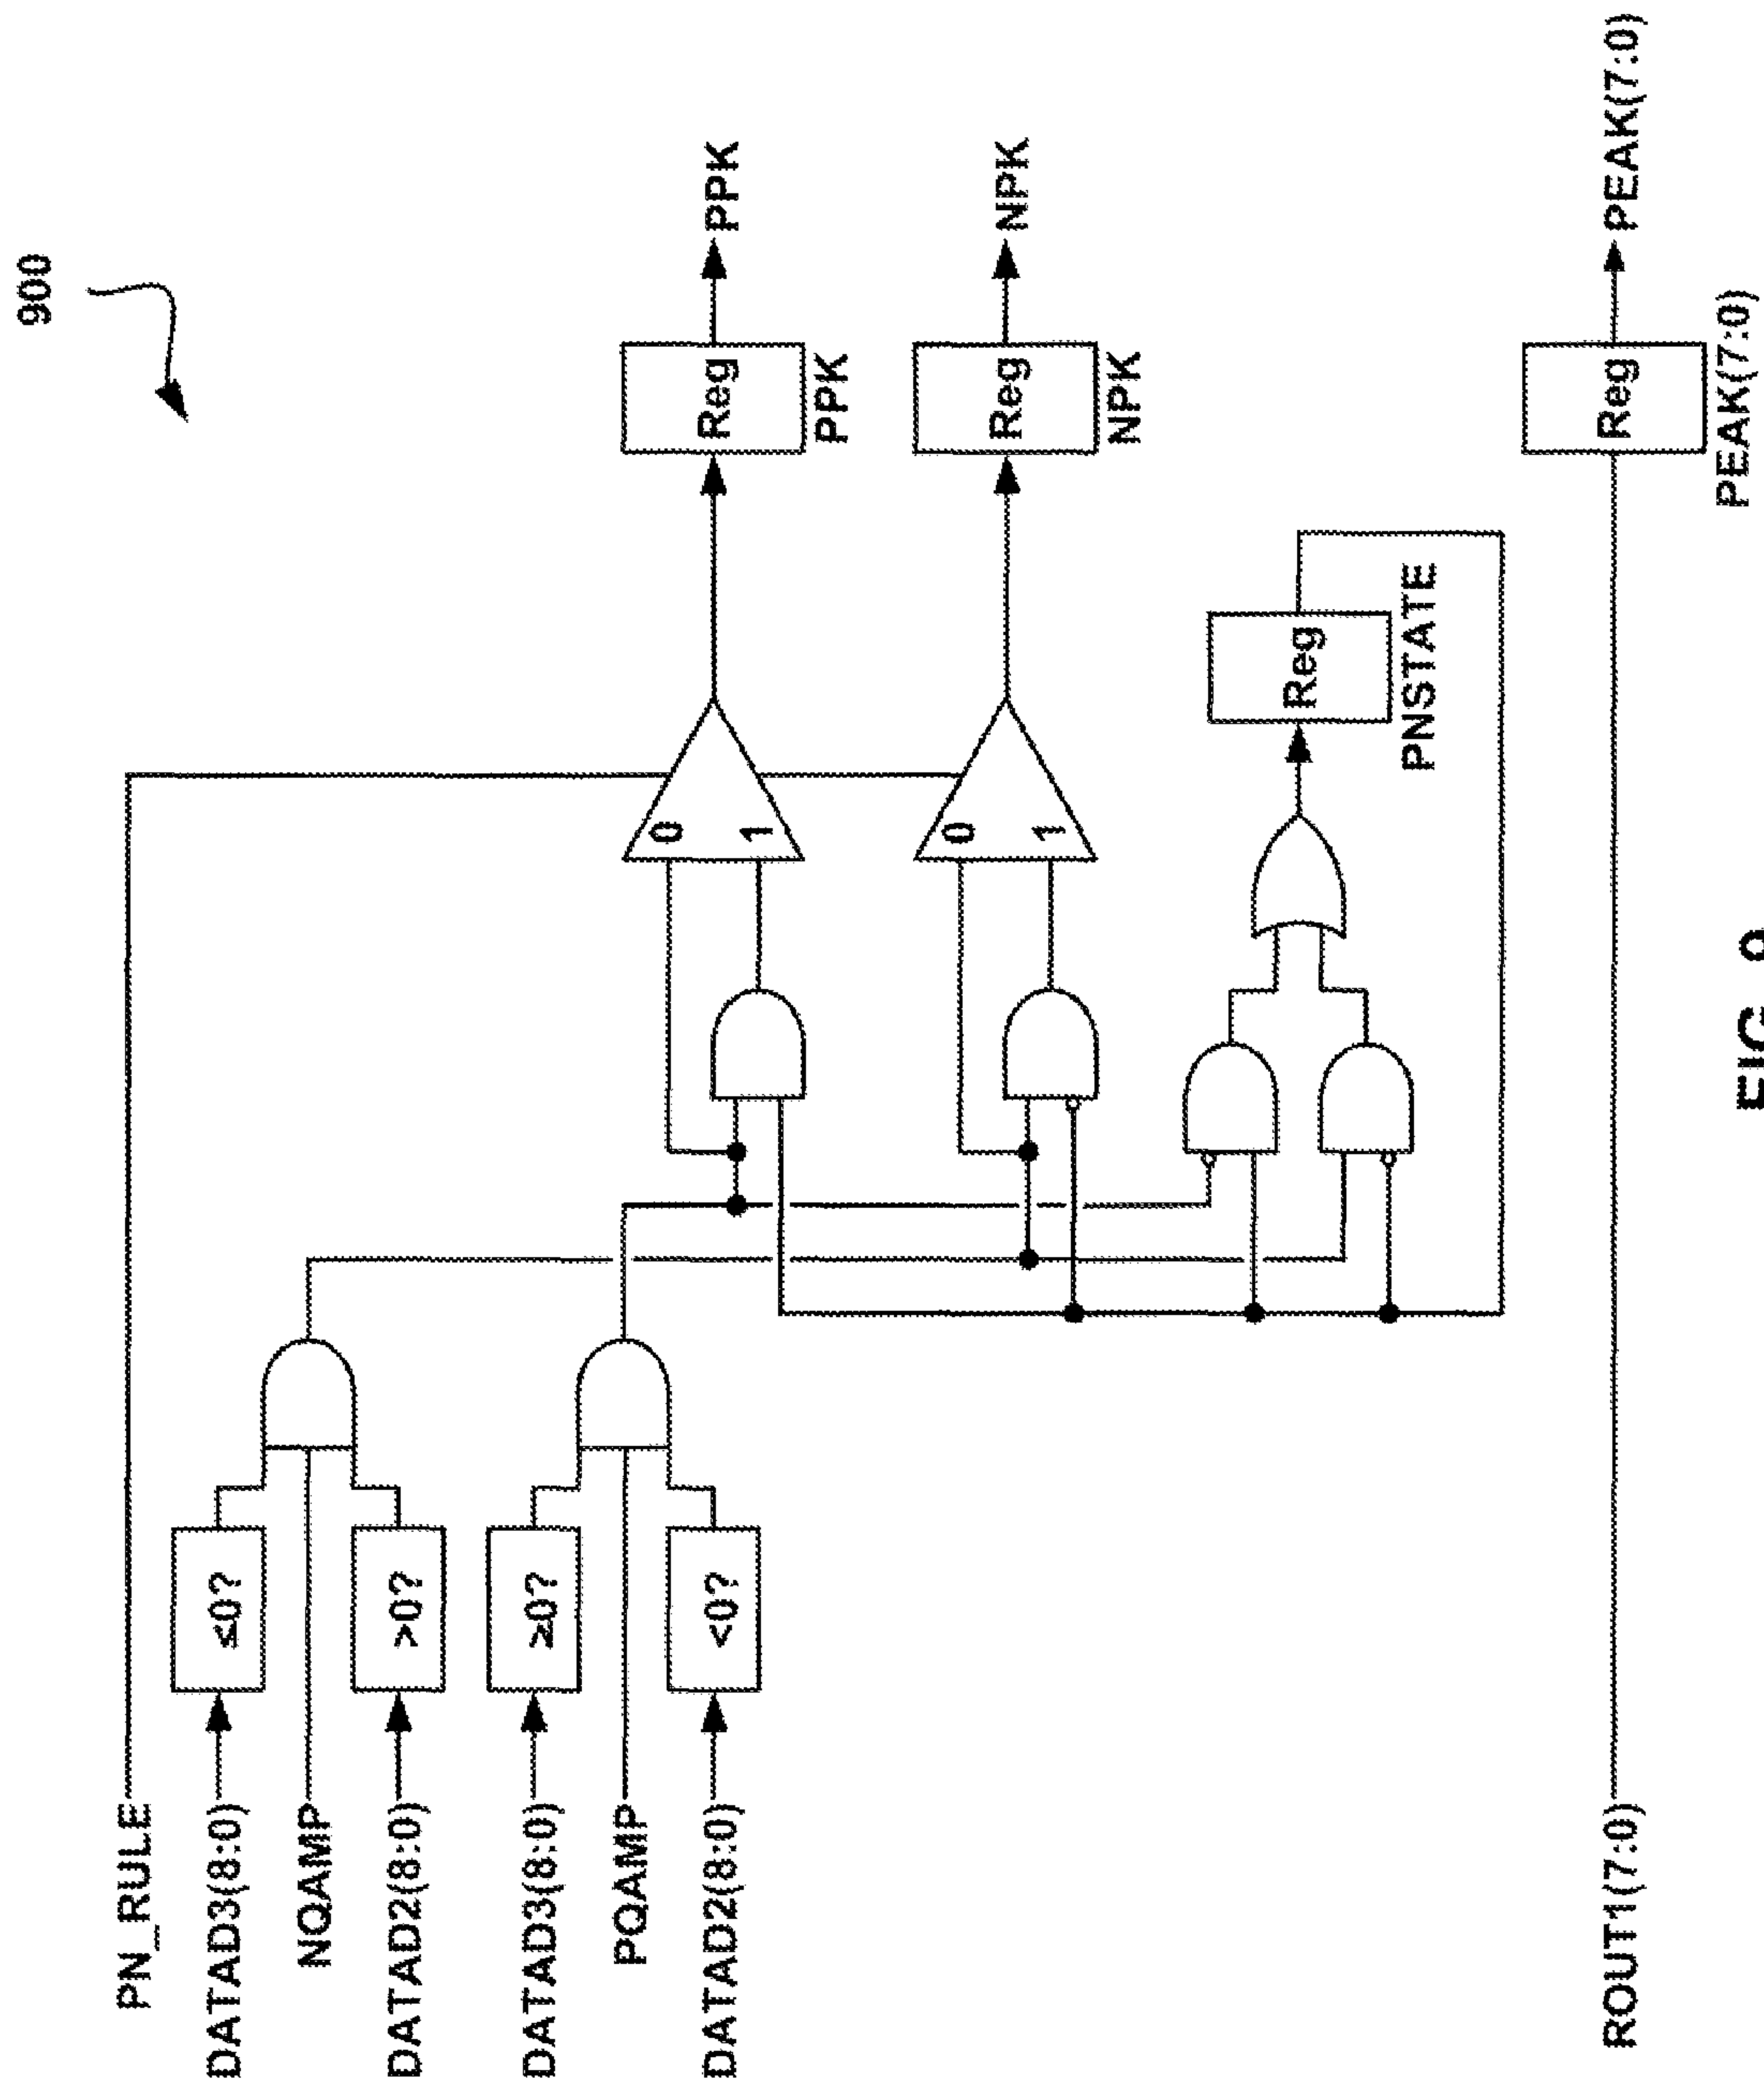 900
PN_RULE
DATAD3(8:0)
≤0?
NQAMP
DATAD2(8:0)
>0?
DATAD3(8:0)
≥0?
PQAMP
DATAD2(8:0)
<0?
0
1
Reg
PPK
PPK
0
1
Reg
NPK
NPK
Reg
PNSTATE
ROUT1(7:0)
Reg
PEAK(7:0)
PEAK(7:0)
FIG. 9